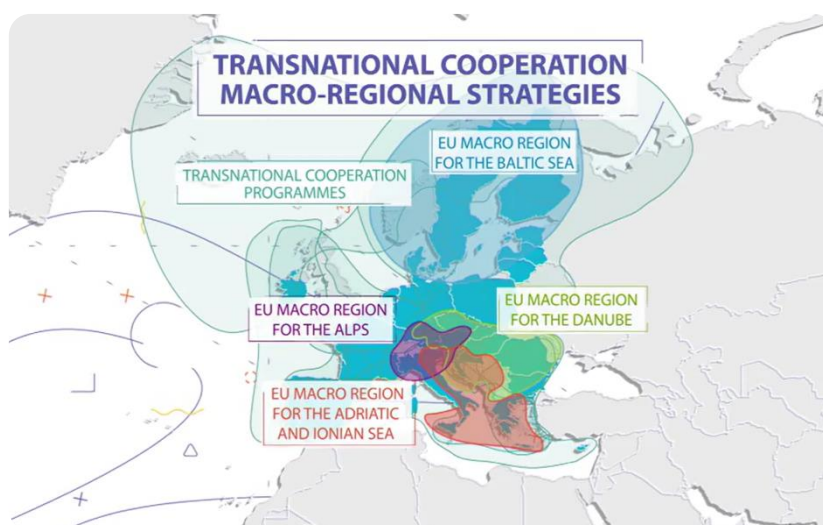 TRANSNATIONAL COOPERATION
MACRO-REGIONAL STRATEGIES
EU MACRO REGION
FOR THE BALTIC SEA
TRANSNATIONAL COOPERATION
PROGRAMMES
EU MACRO REGION
FOR THE ALPS
EU MACRO REGION
FOR THE DANUBE
EU MACRO REGION
FOR THE ADRIATIC
AND IONIAN SEA